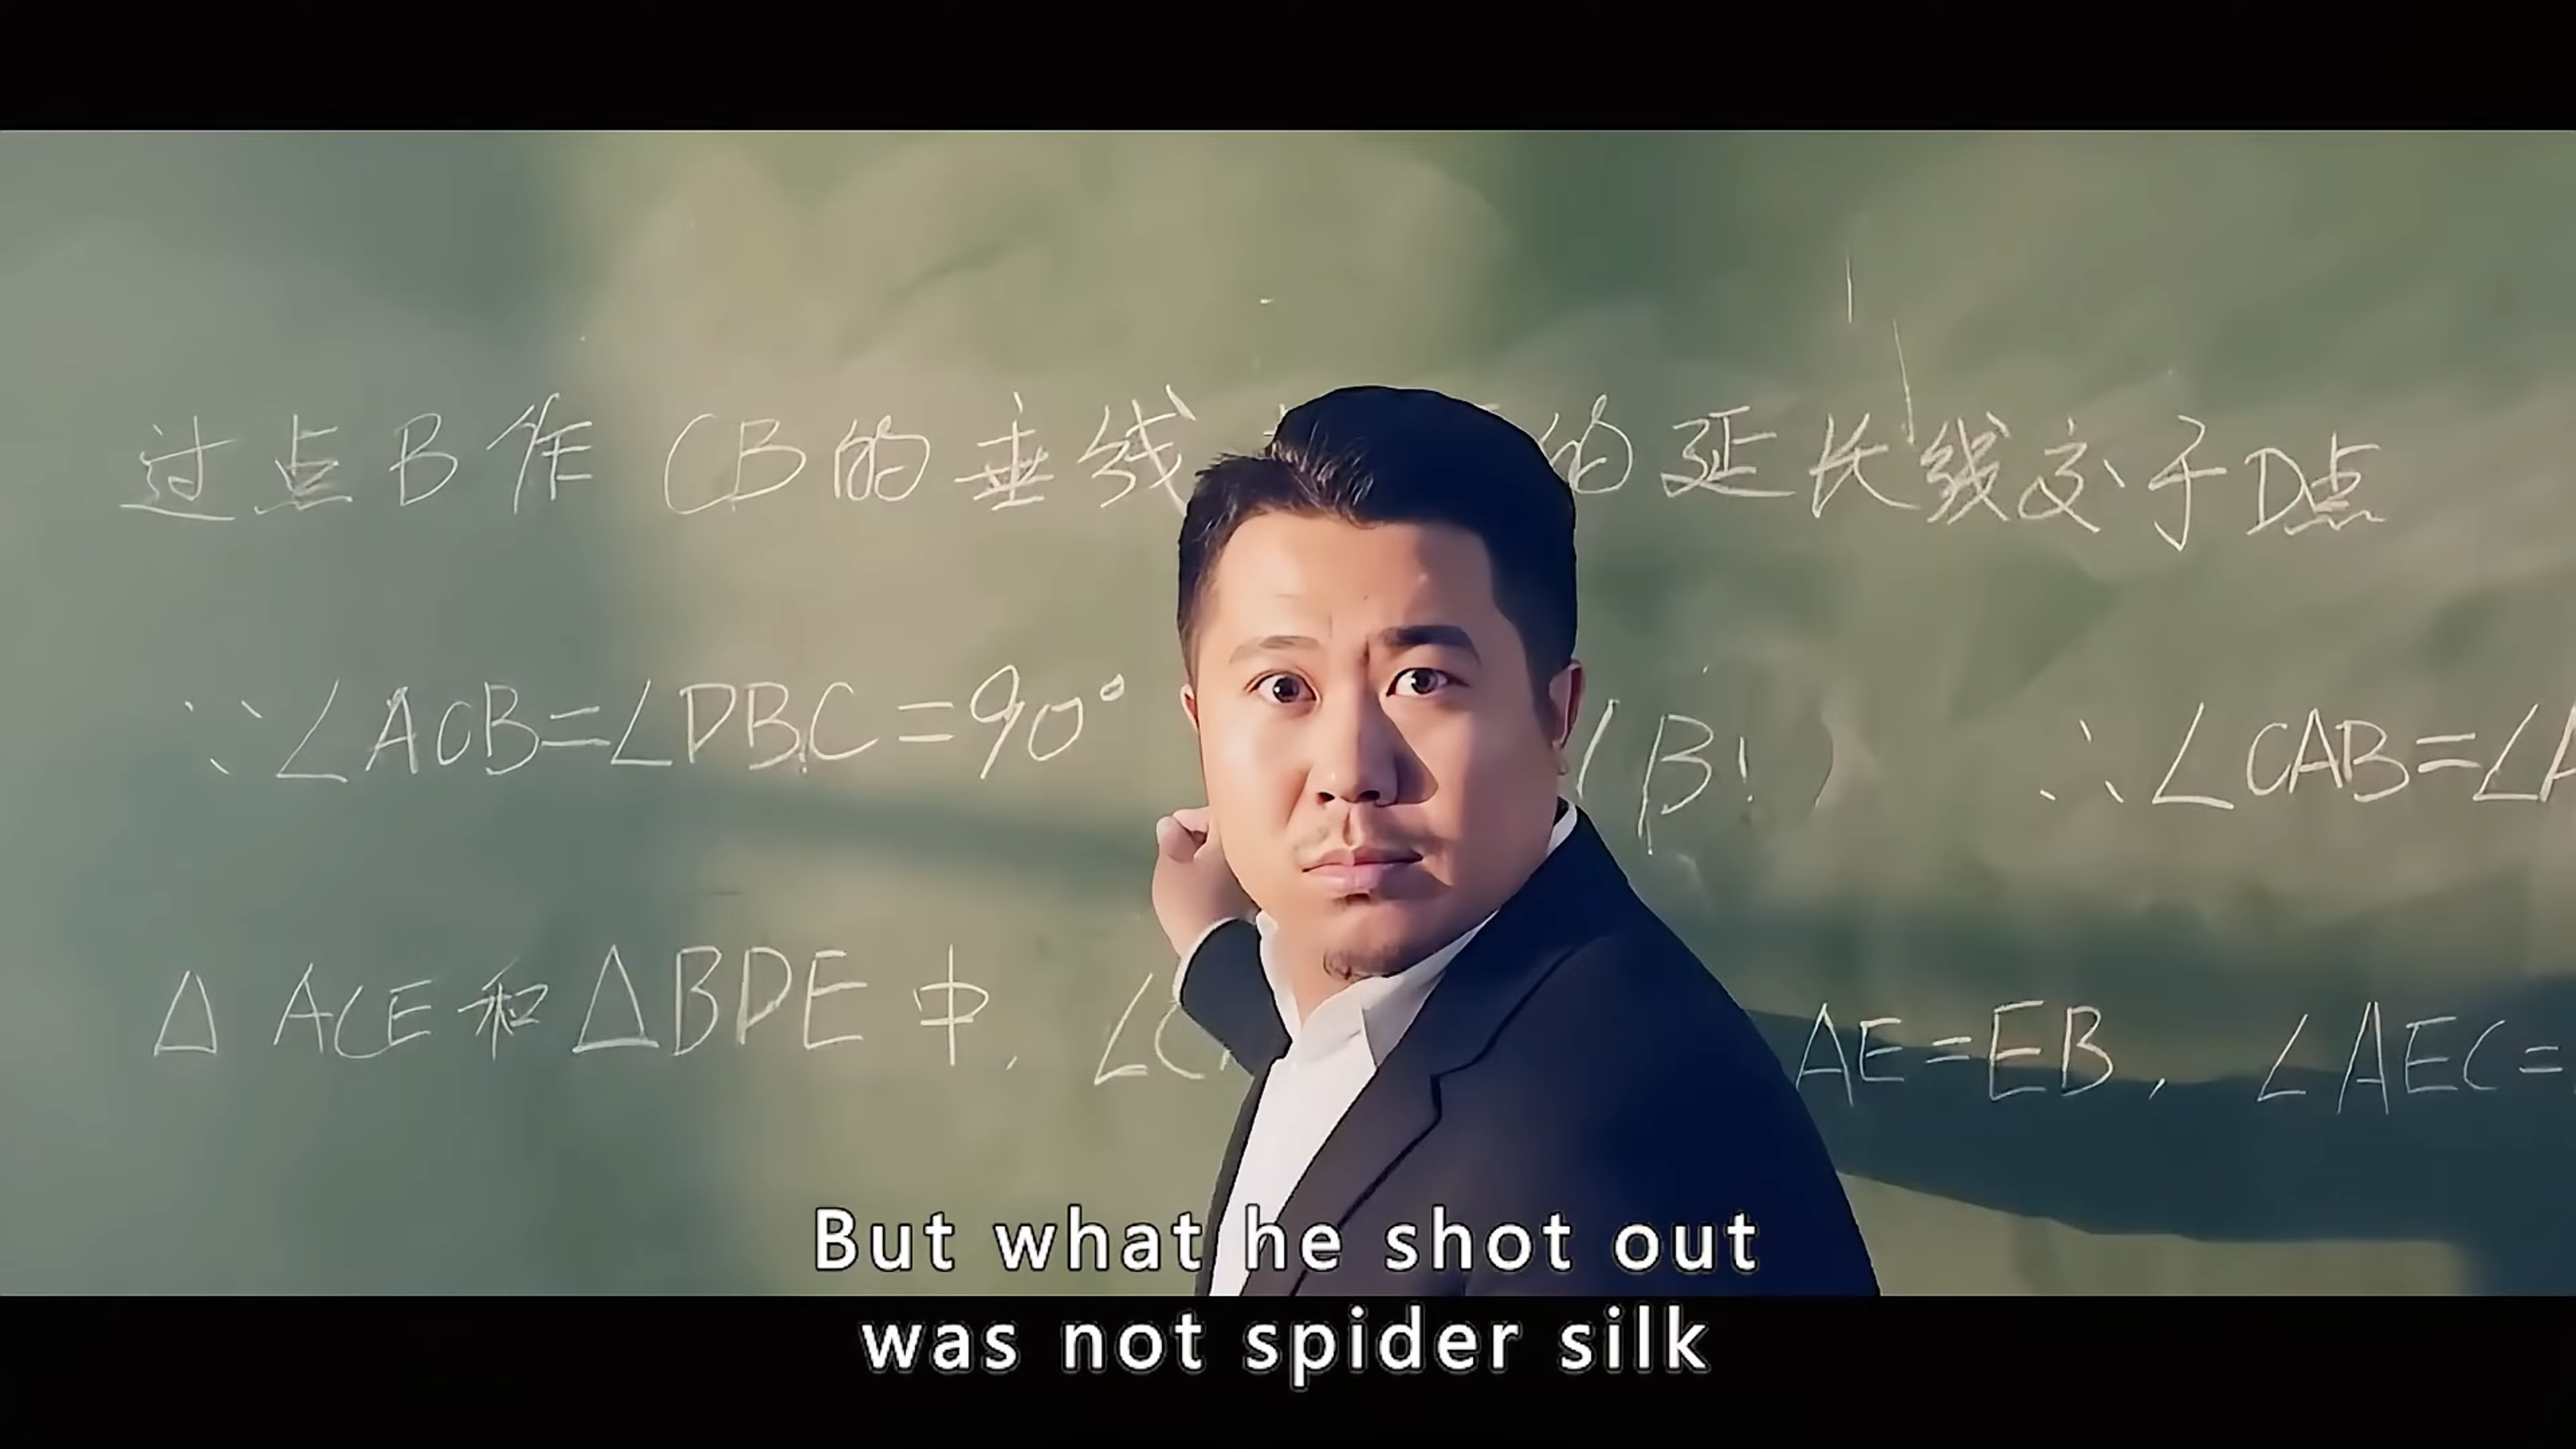 过点B作 CB的垂线 的延长线交于D点
∵∠ACB=∠DBC=90° ∴∠CAB=∠A
△ACE和△BDE中, ∠C AE=EB, ∠AEC=
But what he shot out
was not spider silk